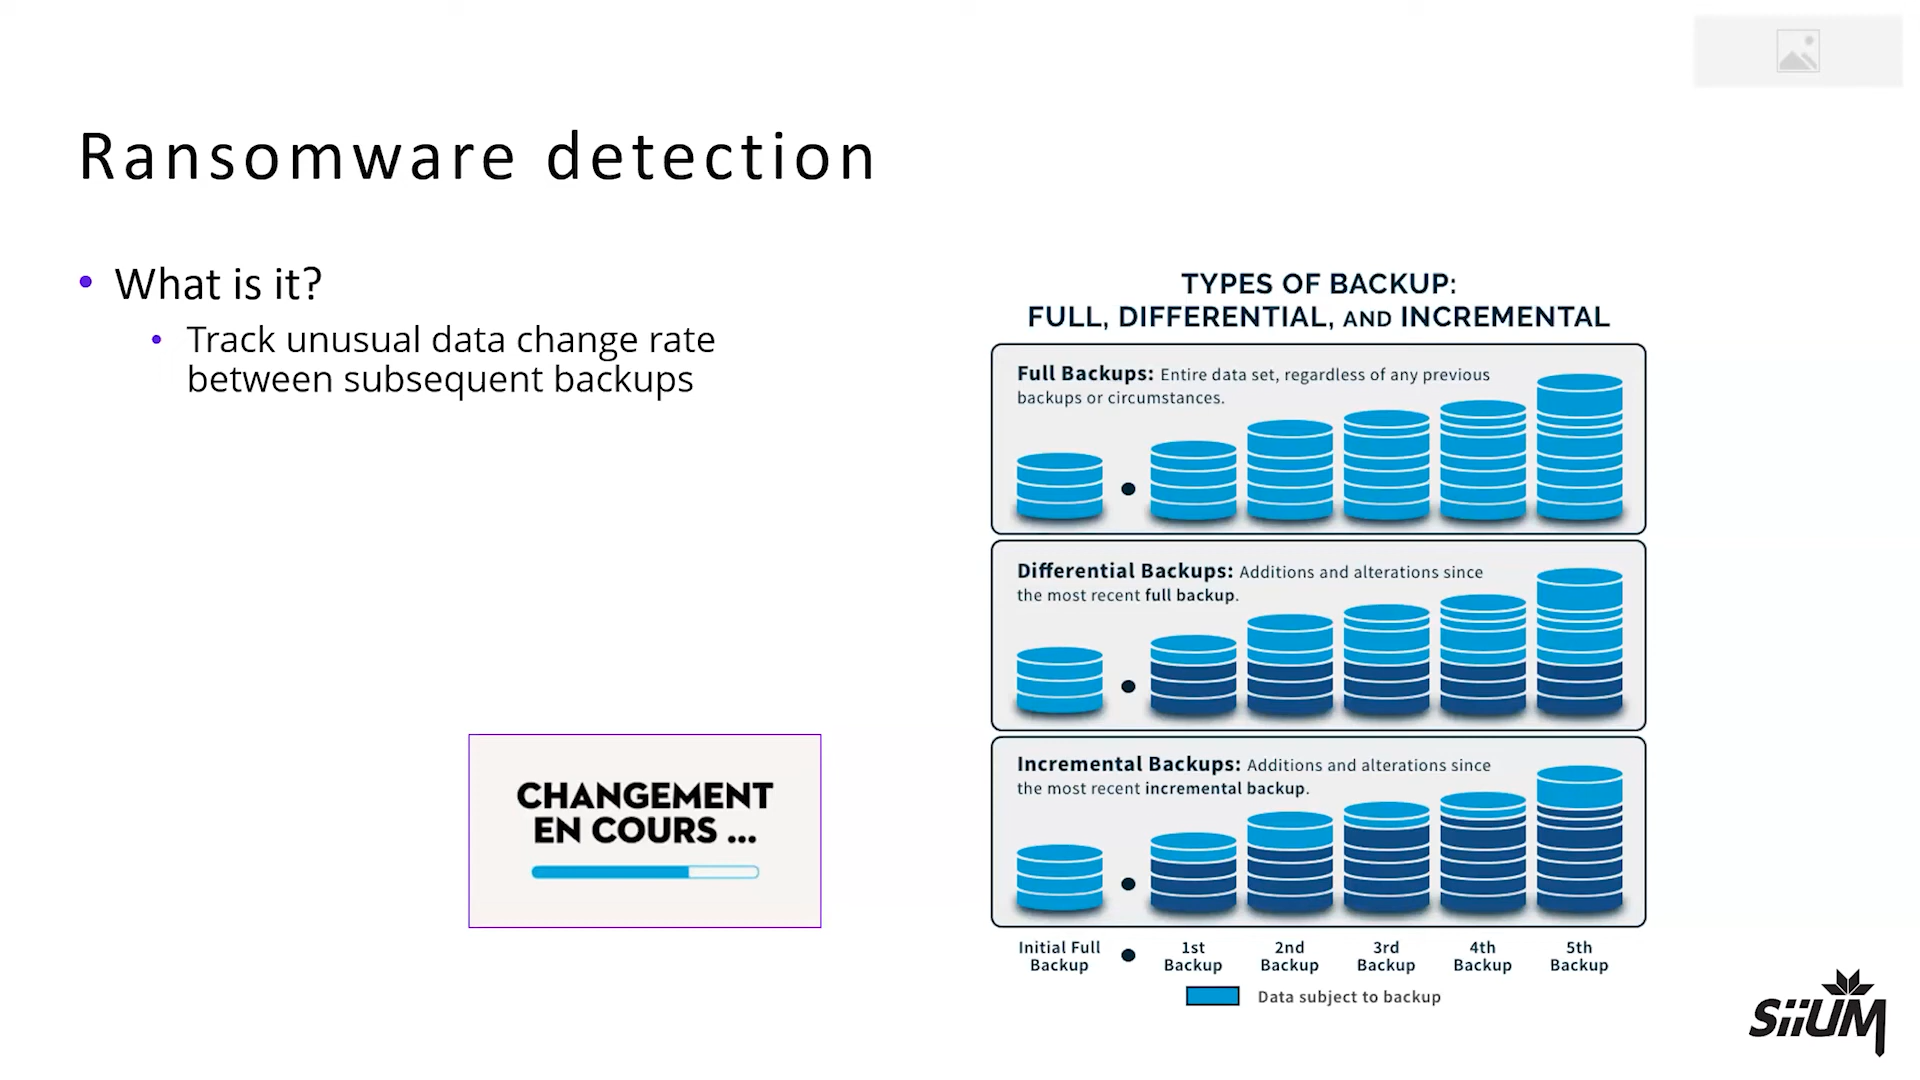 Ransomware detection
• What is it?
• Track unusual data change rate
between subsequent backups
CHANGEMENT
EN COURS ...
TYPES OF BACKUP:
FULL, DIFFERENTIAL, AND INCREMENTAL
Full Backups: Entire data set, regardless of any previous
backups or circumstances.
Differential Backups: Additions and alterations since
the most recent full backup.
Incremental Backups: Additions and alterations since
the most recent incremental backup.
Initial Full
Backup
1st
Backup
2nd
Backup
3rd
Backup
4th
Backup
5th
Backup
Data subject to backup
SiiUM